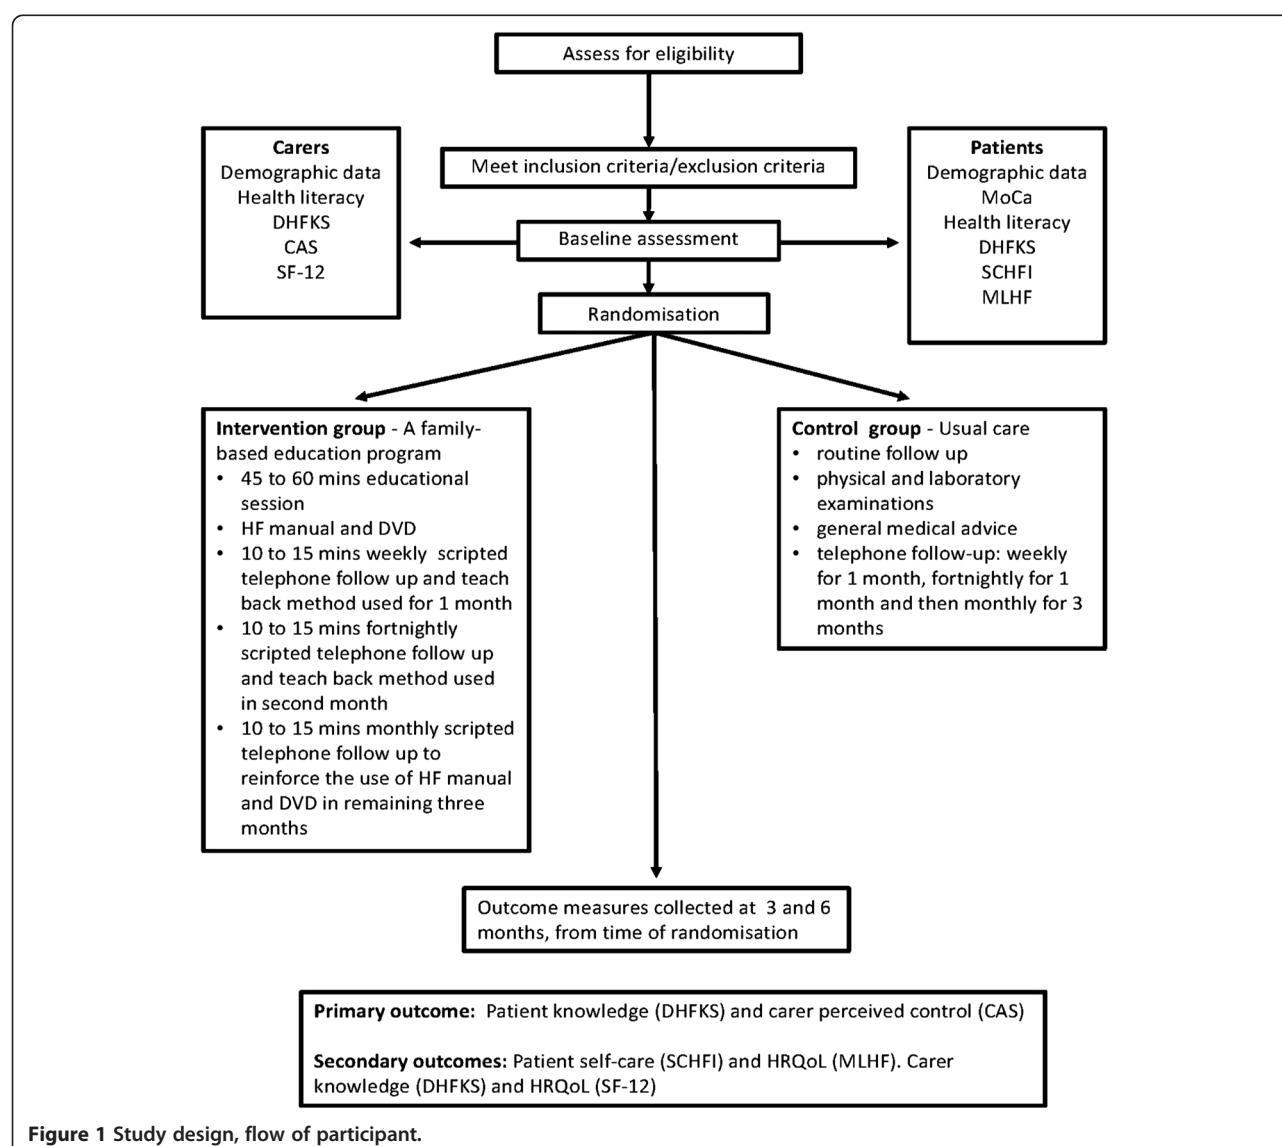 Assess for eligibility
Meet inclusion criteria/exclusion criteria
Carers
Demographic data
Health literacy
DHFKS
CAS
SF-12
Patients
Demographic data
MoCa
Health literacy
DHFKS
SCHFI
MLHF
Baseline assessment
Randomisation
Intervention group - A family-
based education program
• 45 to 60 mins educational
session
• HF manual and DVD
• 10 to 15 mins weekly scripted
telephone follow up and teach
back method used for 1 month
• 10 to 15 mins fortnightly
scripted telephone follow up
and teach back method used
in second month
• 10 to 15 mins monthly scripted
telephone follow up to
reinforce the use of HF manual
and DVD in remaining three
months
Control group - Usual care
• routine follow up
• physical and laboratory
examinations
• general medical advice
• telephone follow-up: weekly
for 1 month, fortnightly for 1
month and then monthly for 3
months
Outcome measures collected at 3 and 6
months, from time of randomisation
Primary outcome: Patient knowledge (DHFKS) and carer perceived control (CAS)
Secondary outcomes: Patient self-care (SCHFI) and HRQoL (MLHF). Carer
knowledge (DHFKS) and HRQoL (SF-12)
Figure 1 Study design, flow of participant.